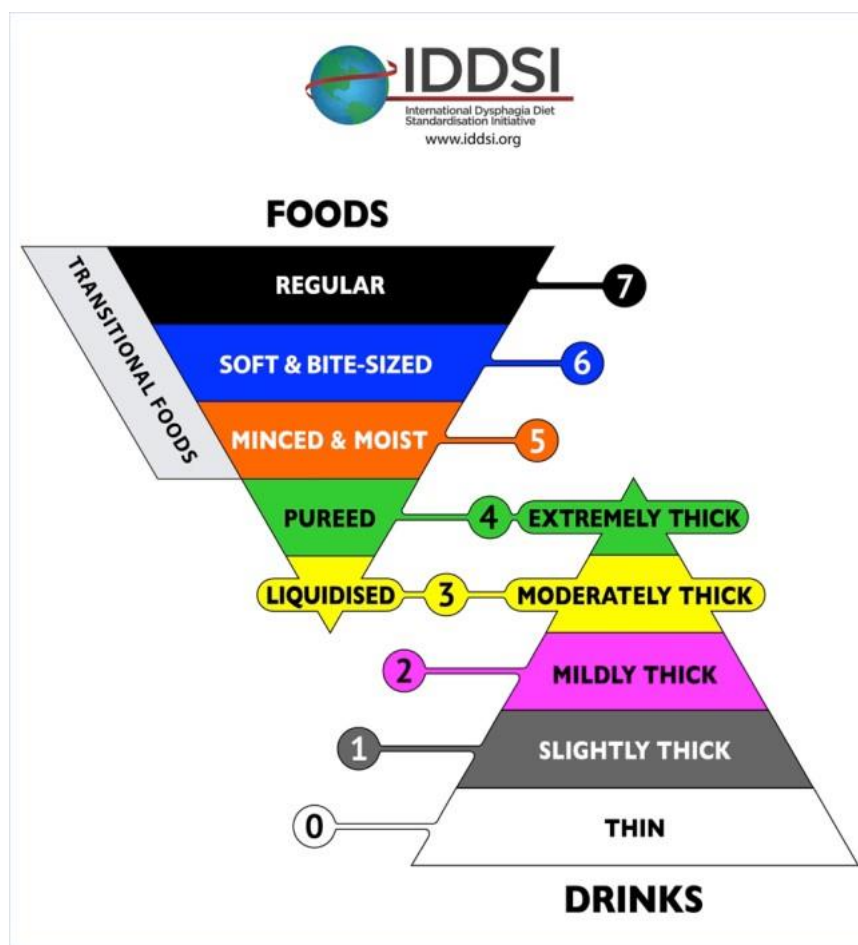 IDDSI
International Dysphagia Diet
Standardisation Initiative
www.iddsi.org
FOODS
TRANSITIONAL FOODS
REGULAR
7
SOFT & BITE-SIZED
6
MINCED & MOIST
5
PUREED
4
EXTREMELY THICK
LIQUIDISED
3
MODERATELY THICK
2
MILDLY THICK
1
SLIGHTLY THICK
0
THIN
DRINKS